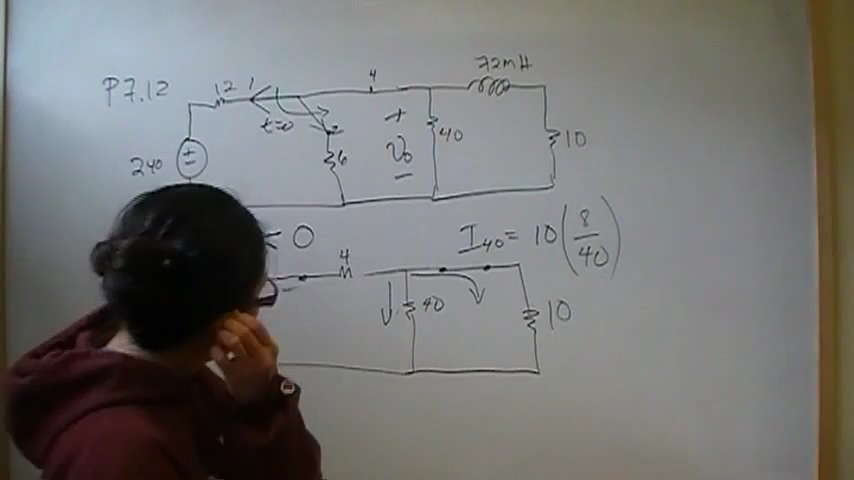 P7.12
12 1 4 72mH
t=0
240 + − 6 + v₀ − 40 10
< 0
I₄₀ = 10 (8/40)
4
40 10